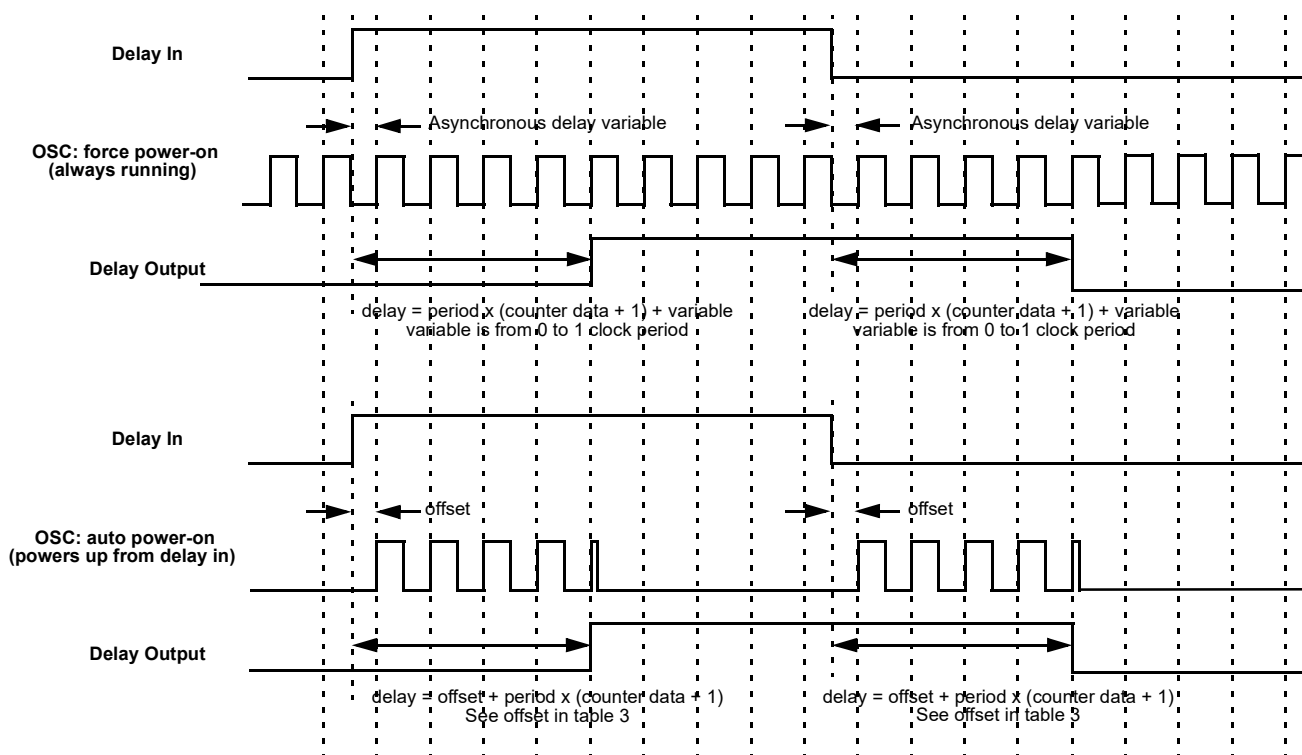 Delay In
Asynchronous delay variable
Asynchronous delay variable
OSC: force power-on
(always running)
Delay Output
delay = period x (counter data + 1) + variable
variable is from 0 to 1 clock period
delay = period x (counter data + 1) + variable
variable is from 0 to 1 clock period
Delay In
offset
offset
OSC: auto power-on
(powers up from delay in)
Delay Output
delay = offset + period x (counter data + 1)
See offset in table 3
delay = offset + period x (counter data + 1)
See offset in table 3